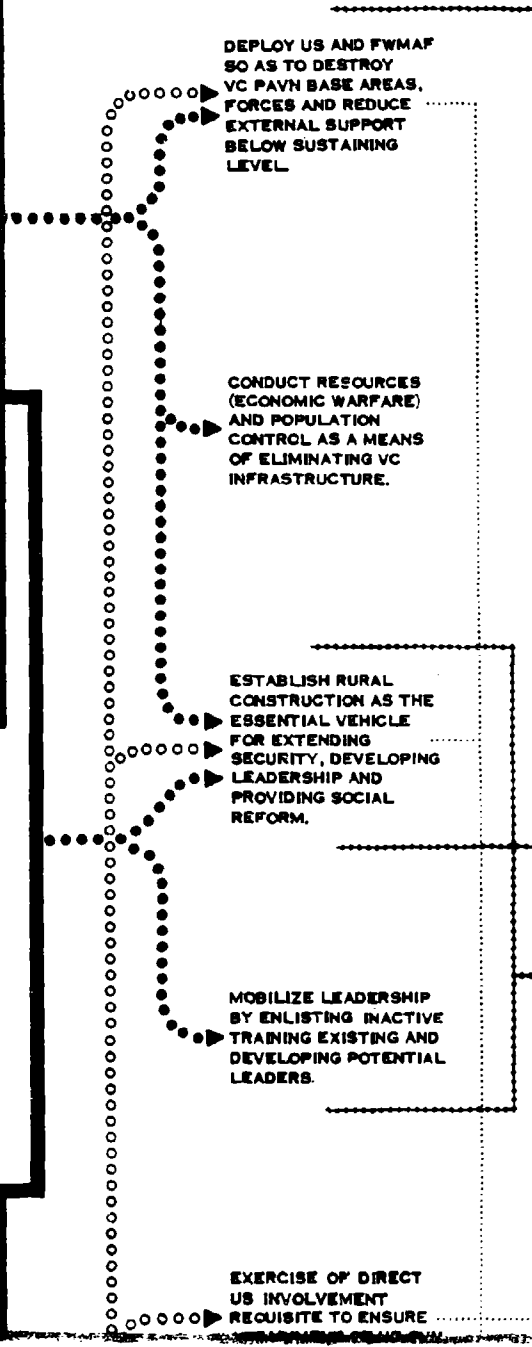 DEPLOY US AND FWMAF
SO AS TO DESTROY
VC PAVN BASE AREAS,
FORCES AND REDUCE
EXTERNAL SUPPORT
BELOW SUSTAINING
LEVEL.
CONDUCT RESOURCES
(ECONOMIC WARFARE)
AND POPULATION
CONTROL AS A MEANS
OF ELIMINATING VC
INFRASTRUCTURE.
ESTABLISH RURAL
CONSTRUCTION AS THE
ESSENTIAL VEHICLE
FOR EXTENDING
SECURITY, DEVELOPING
LEADERSHIP AND
PROVIDING SOCIAL
REFORM.
MOBILIZE LEADERSHIP
BY ENLISTING INACTIVE
TRAINING EXISTING AND
DEVELOPING POTENTIAL
LEADERS.
EXERCISE OF DIRECT
US INVOLVEMENT
REQUISITE TO ENSURE